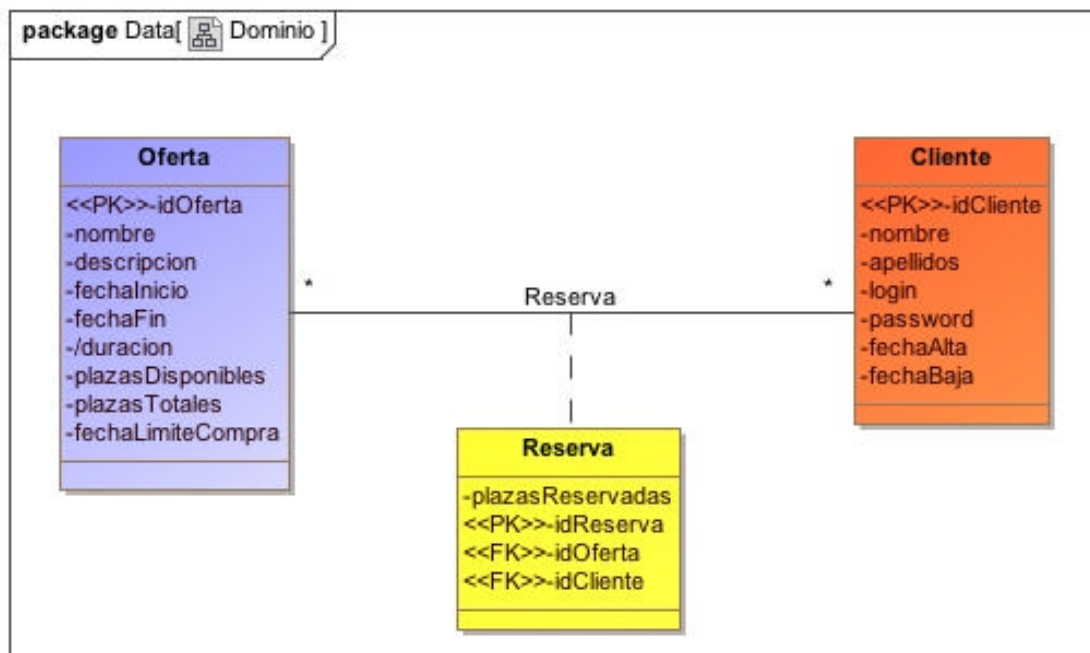 package Data[ Dominio ]
Oferta
<<PK>>-idOferta
-nombre
-descripcion
-fechaInicio
-fechaFin
-/duracion
-plazasDisponibles
-plazasTotales
-fechaLimiteCompra
*
Reserva
*
Cliente
<<PK>>-idCliente
-nombre
-apellidos
-login
-password
-fechaAlta
-fechaBaja
Reserva
-plazasReservadas
<<PK>>-idReserva
<<FK>>-idOferta
<<FK>>-idCliente